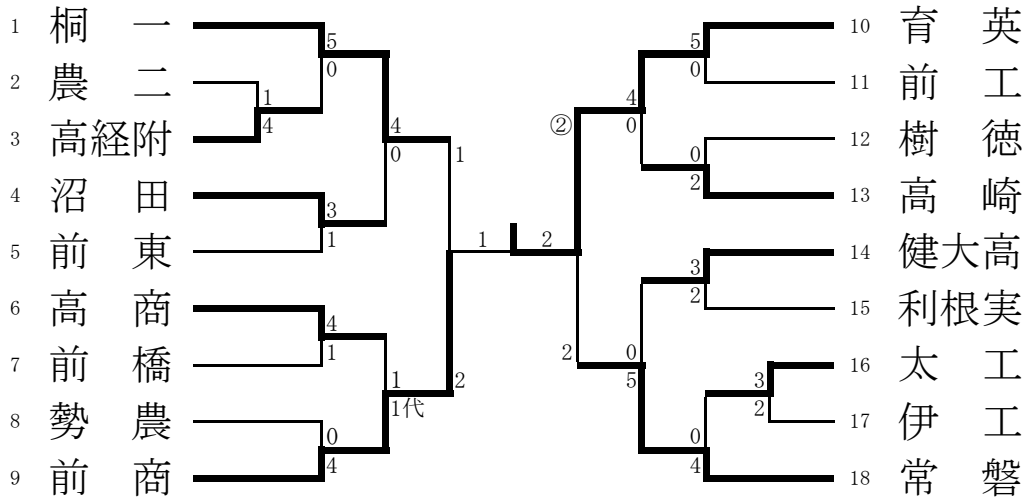 1 桐 一
2 農 二
3 高経附
4 沼 田
5 前 東
6 高 商
7 前 橋
8 勢 農
9 前 商
5
0
1
4
3
1
4
1
0
4
4
0
1
1代
1
2
1
2
②
2
4
0
0
5
5
0
0
2
3
2
3
2
0
4
10 育 英
11 前 工
12 樹 徳
13 高 崎
14 健大高
15 利根実
16 太 工
17 伊 工
18 常 磐